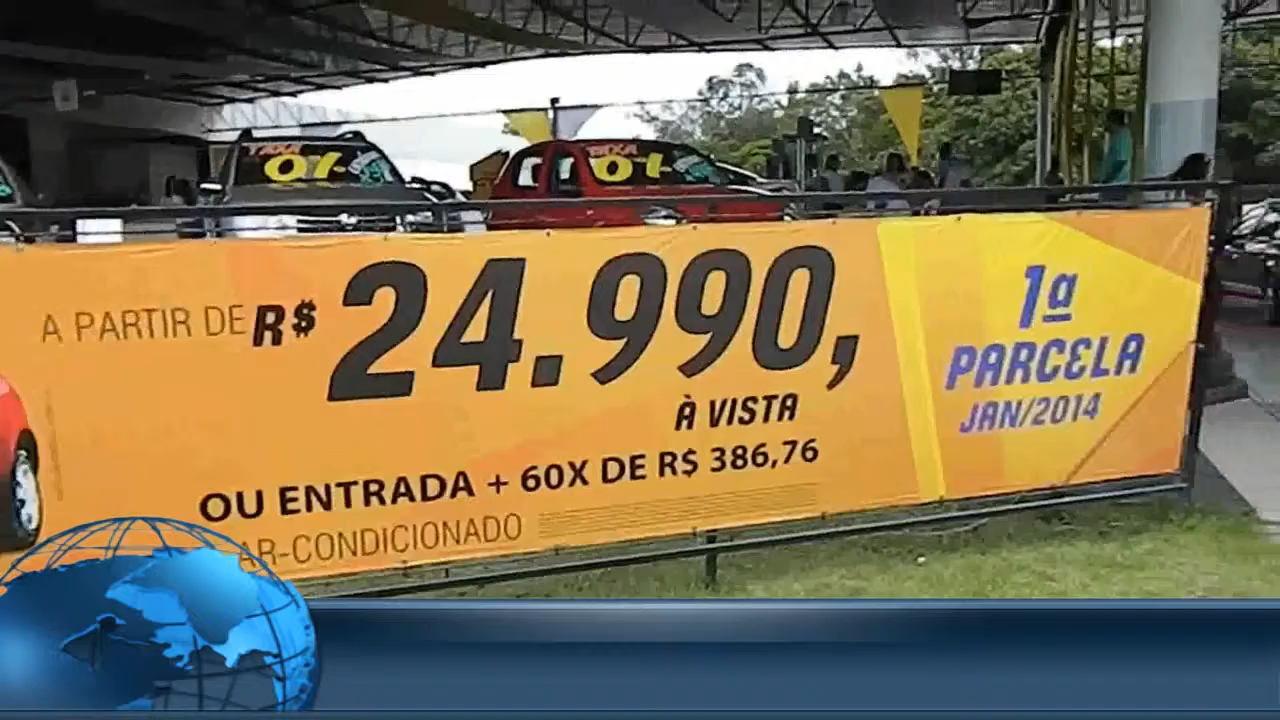 TAXA
0%
TAXA
0%
A PARTIR DE R$ 24.990,
À VISTA
OU ENTRADA + 60X DE R$ 386,76
AR-CONDICIONADO
1ª
PARCELA
JAN/2014